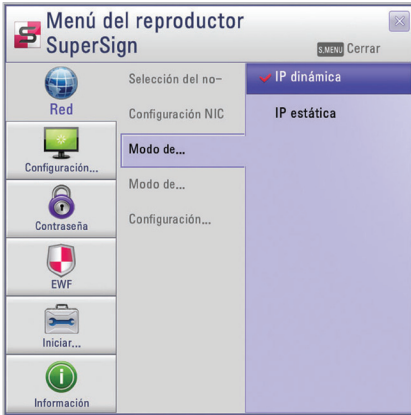 Menú del reproductor
SuperSign
S.MENU Cerrar
Red
Configuración...
Contraseña
EWF
Iniciar...
Información
Selección del no-
Configuración NIC
Modo de...
Modo de...
Configuración...
IP dinámica
IP estática